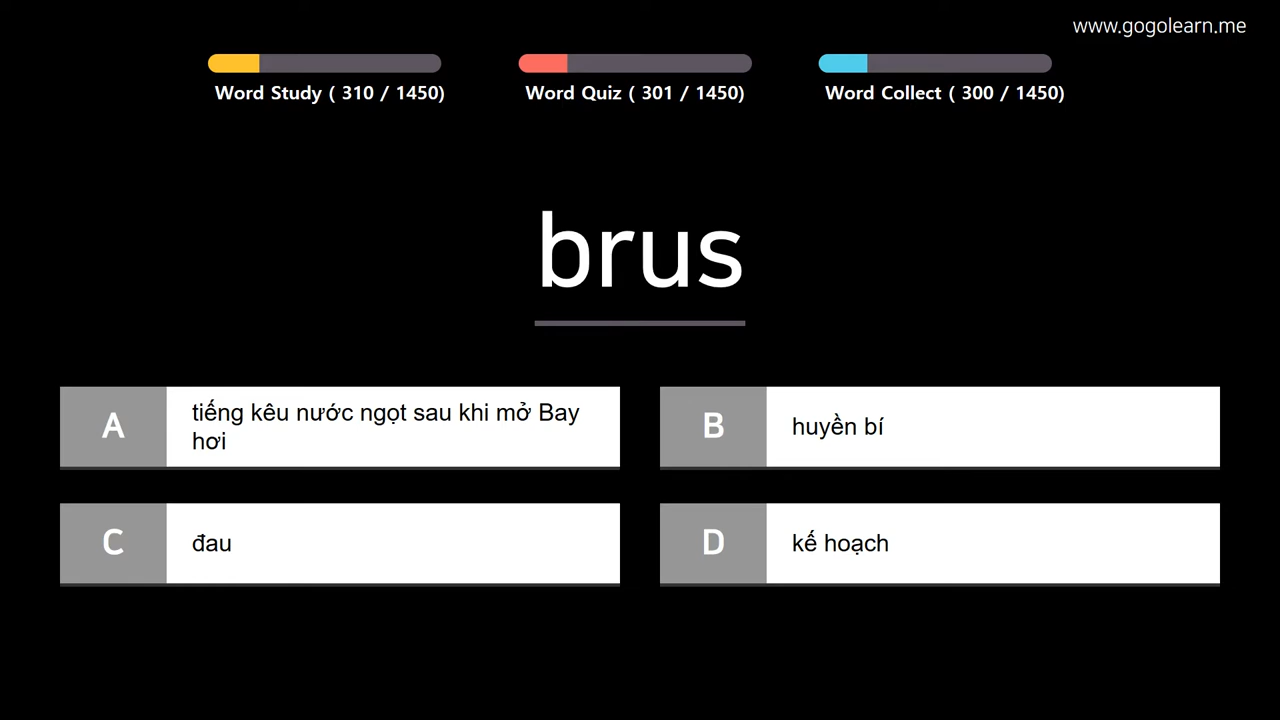 www.gogolearn.me
Word Study ( 310 / 1450)
Word Quiz ( 301 / 1450)
Word Collect ( 300 / 1450)
brus
A
tiếng kêu nước ngọt sau khi mở Bay
hơi
B
huyền bí
C
đau
D
kế hoạch